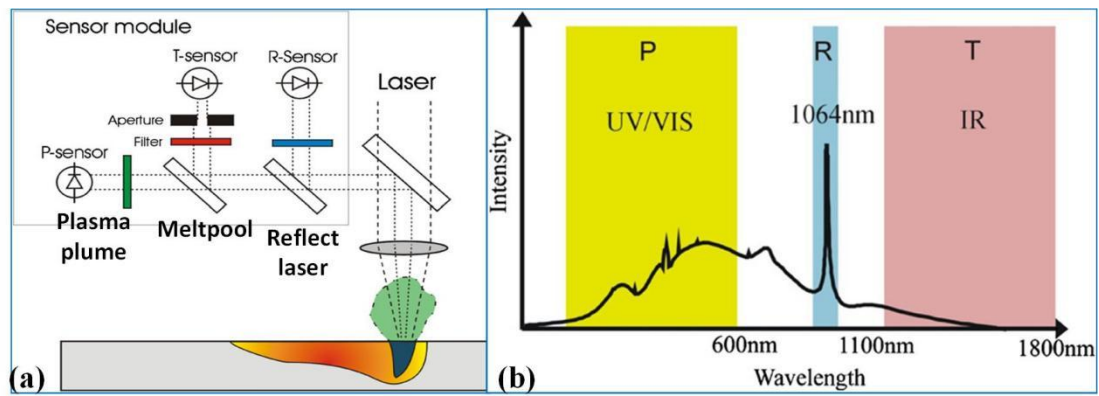 Sensor module
T-sensor
R-Sensor
Laser
Aperture
Filter
P-sensor
Plasma
plume
Meltpool
Reflect
laser
(a)
P
R
T
UV/VIS
1064nm
IR
Intensity
600nm
1100nm
1800nm
Wavelength
(b)